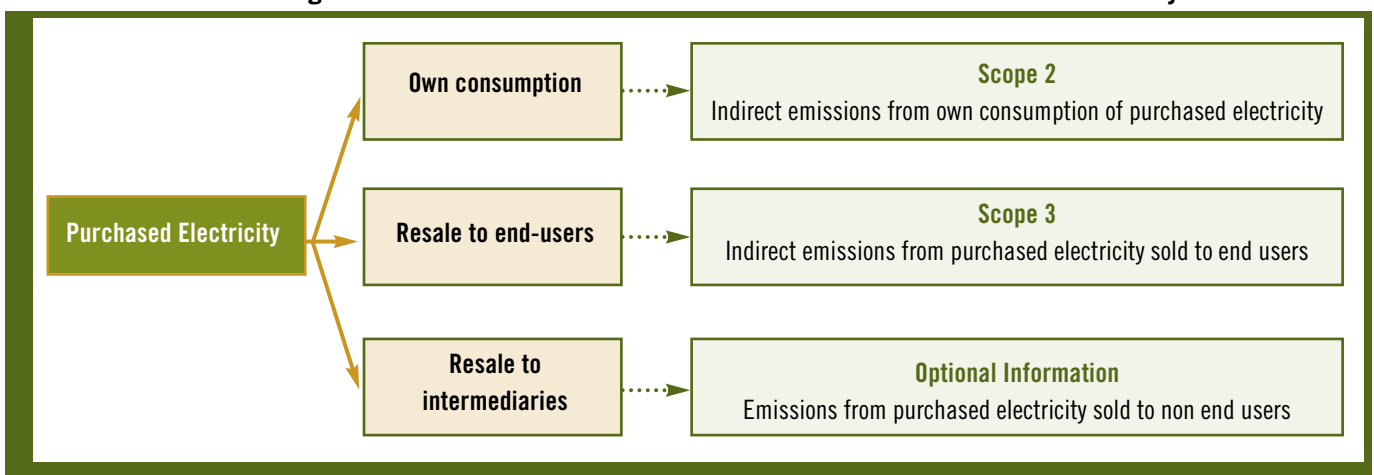 Purchased Electricity
Own consumption
Scope 2
Indirect emissions from own consumption of purchased electricity
Resale to end-users
Scope 3
Indirect emissions from purchased electricity sold to end users
Resale to
intermediaries
Optional Information
Emissions from purchased electricity sold to non end users